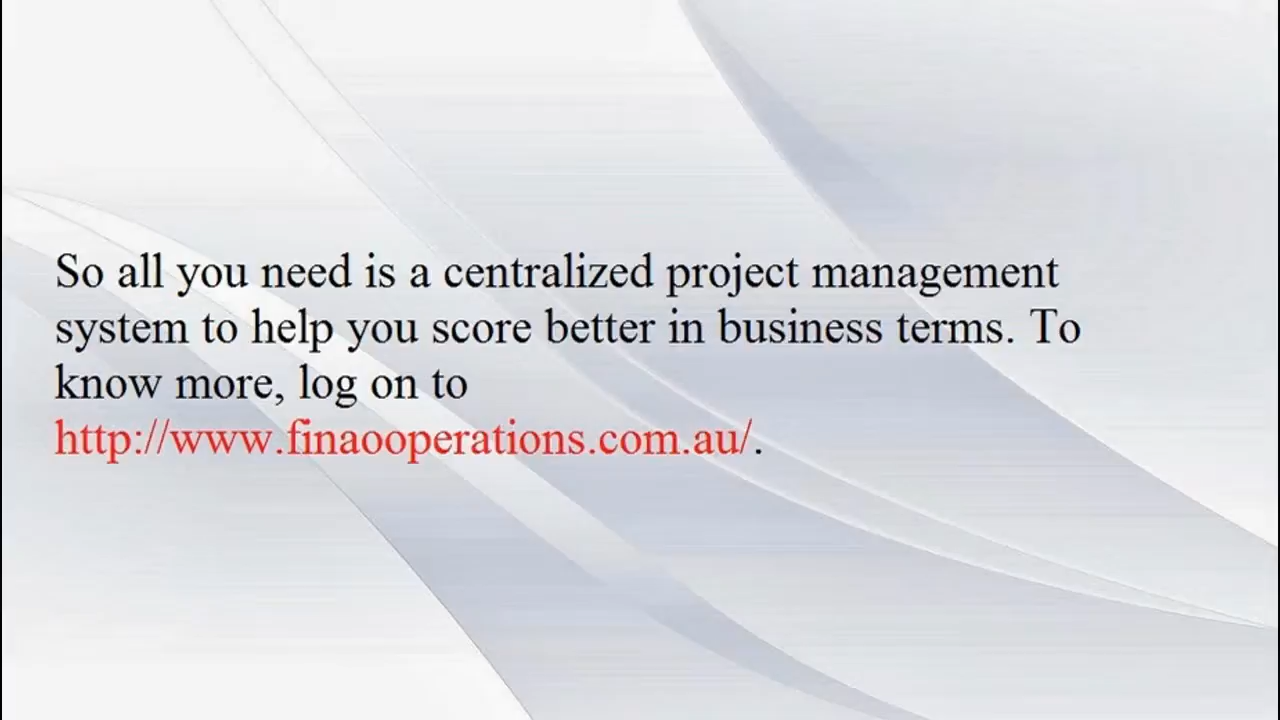 So all you need is a centralized project management
system to help you score better in business terms. To
know more, log on to
http://www.finaooperations.com.au/.